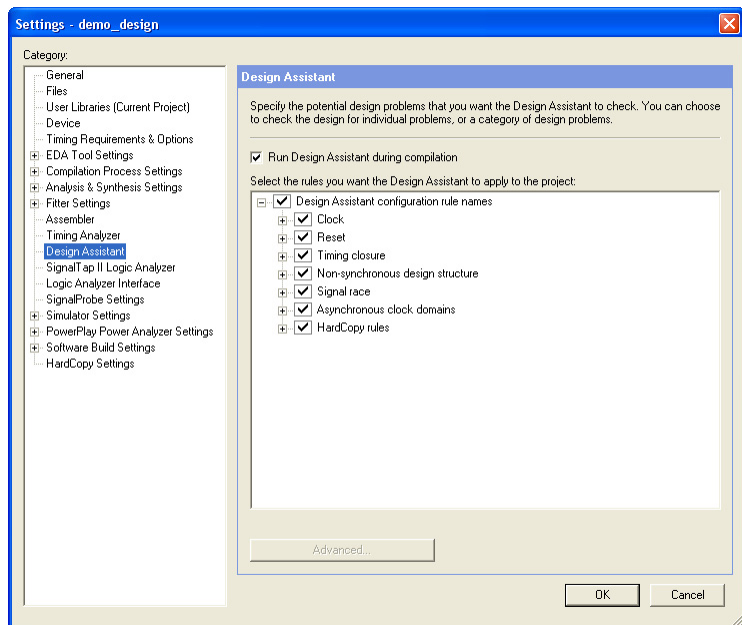 Settings - demo_design
Category:
General
Files
User Libraries (Current Project)
Device
Timing Requirements & Options
EDA Tool Settings
Compilation Process Settings
Analysis & Synthesis Settings
Fitter Settings
Assembler
Timing Analyzer
Design Assistant
SignalTap II Logic Analyzer
Logic Analyzer Interface
SignalProbe Settings
Simulator Settings
PowerPlay Power Analyzer Settings
Software Build Settings
HardCopy Settings
Design Assistant
Specify the potential design problems that you want the Design Assistant to check. You can choose
to check the design for individual problems, or a category of design problems.
Run Design Assistant during compilation
Select the rules you want the Design Assistant to apply to the project:
Design Assistant configuration rule names
Clock
Reset
Timing closure
Non-synchronous design structure
Signal race
Asynchronous clock domains
HardCopy rules
Advanced...
OK
Cancel